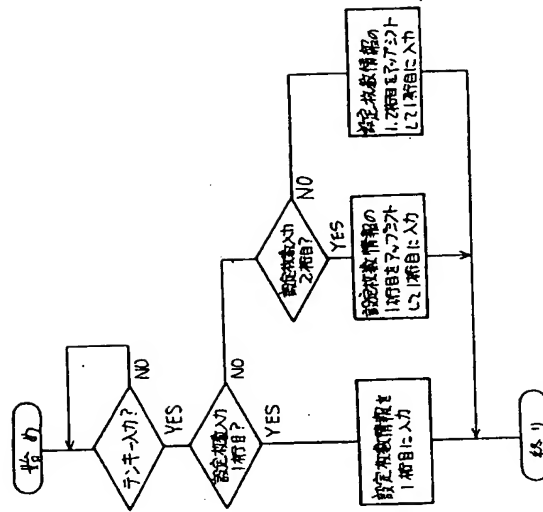 始め
テンキー入力?
NO
YES
設定枚数入力
1桁目?
NO
YES
設定枚数入力
2桁目?
NO
YES
設定枚数情報を
1桁目に入力
設定枚数情報の
1桁目をアップシフト
して1桁目に入力
設定枚数情報の
1,2桁目をアップシフト
して1桁目に入力
終り